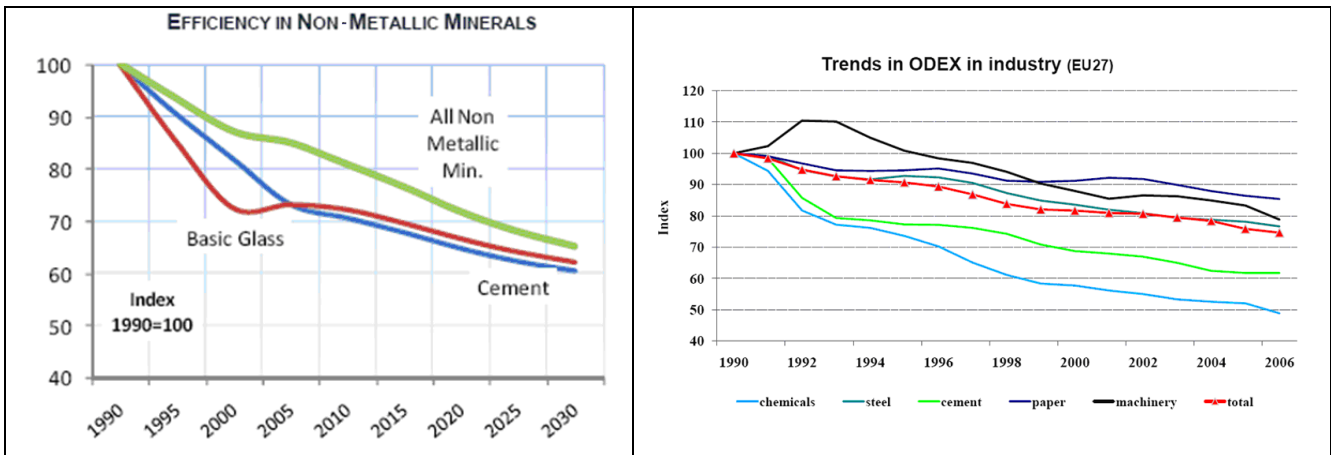 EFFICIENCY IN NON-METALLIC MINERALS
100
90
80
70
60
50
40
All Non
Metallic
Min.
Basic Glass
Cement
Index
1990=100
1990
1995
2000
2005
2010
2015
2020
2025
2030
Trends in ODEX in industry (EU27)
Index
120
110
100
90
80
70
60
50
40
1990
1992
1994
1996
1998
2000
2002
2004
2006
chemicals
steel
cement
paper
machinery
total